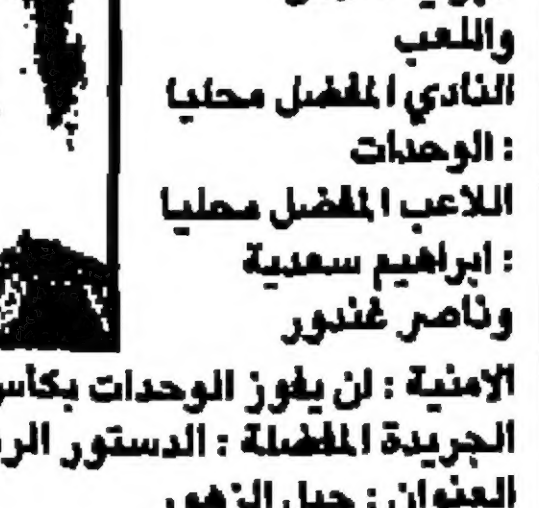 واللعب
النادي المفضل محليا
: الوحدات
اللاعب المفضل محليا
: ابراهيم سعدية
وناصر غندور
الامنية : لن يفوز الوحدات بكاس
الجريدة المفضلة : الدستور
العنوان : جبل الزهور